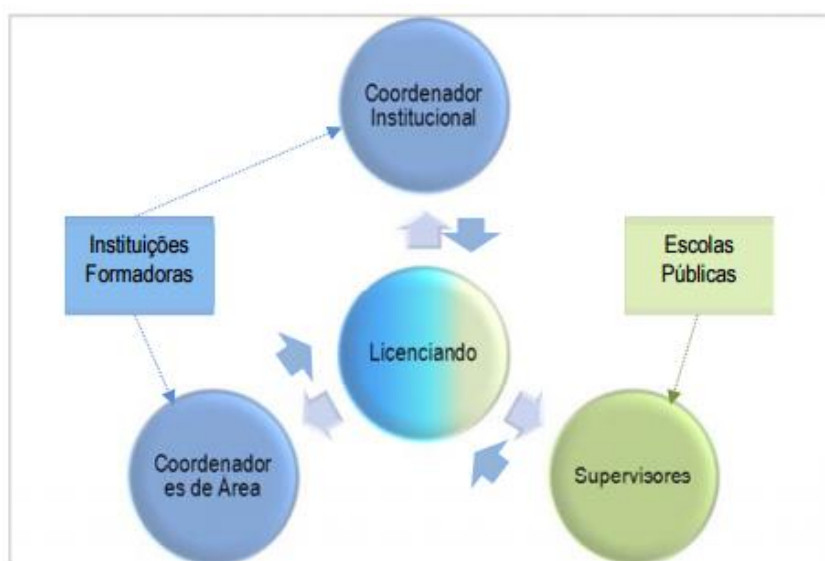 Coordenador
Institucional
Instituições
Formadoras
Escolas
Públicas
Licenciando
Coordenador
es de Área
Supervisores